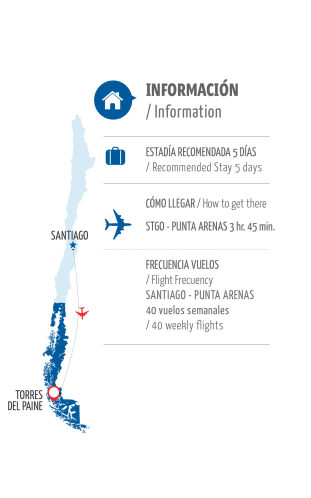 INFORMACIÓN
/ Information
ESTADÍA RECOMENDADA 5 DÍAS
/ Recommended Stay 5 days
CÓMO LLEGAR / How to get there
STGO - PUNTA ARENAS 3 hr. 45 min.
SANTIAGO
FRECUENCIA VUELOS
/ Flight Frecuency
SANTIAGO - PUNTA ARENAS
40 vuelos semanales
/ 40 weekly flights
TORRES
DEL PAINE